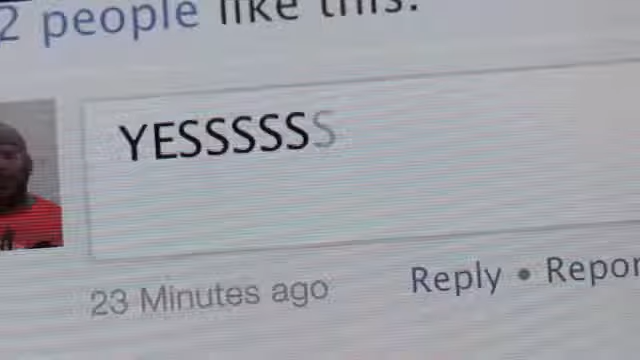 2 people like this.
YESSSSSS
23 Minutes ago
Reply • Repor